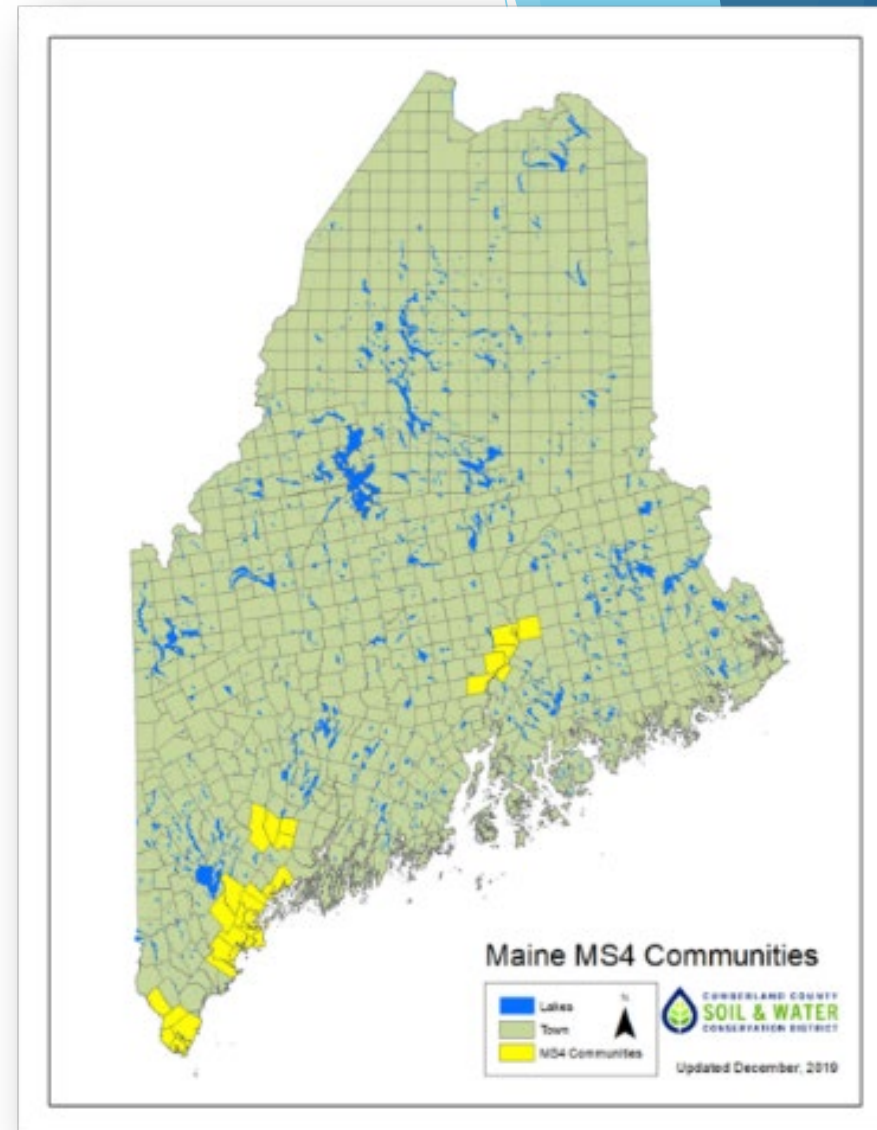 Maine MS4 Communities
Lakes
Town
MS4 Communities
N
CUMBERLAND COUNTY
SOIL & WATER
CONSERVATION DISTRICT
Updated December, 2019